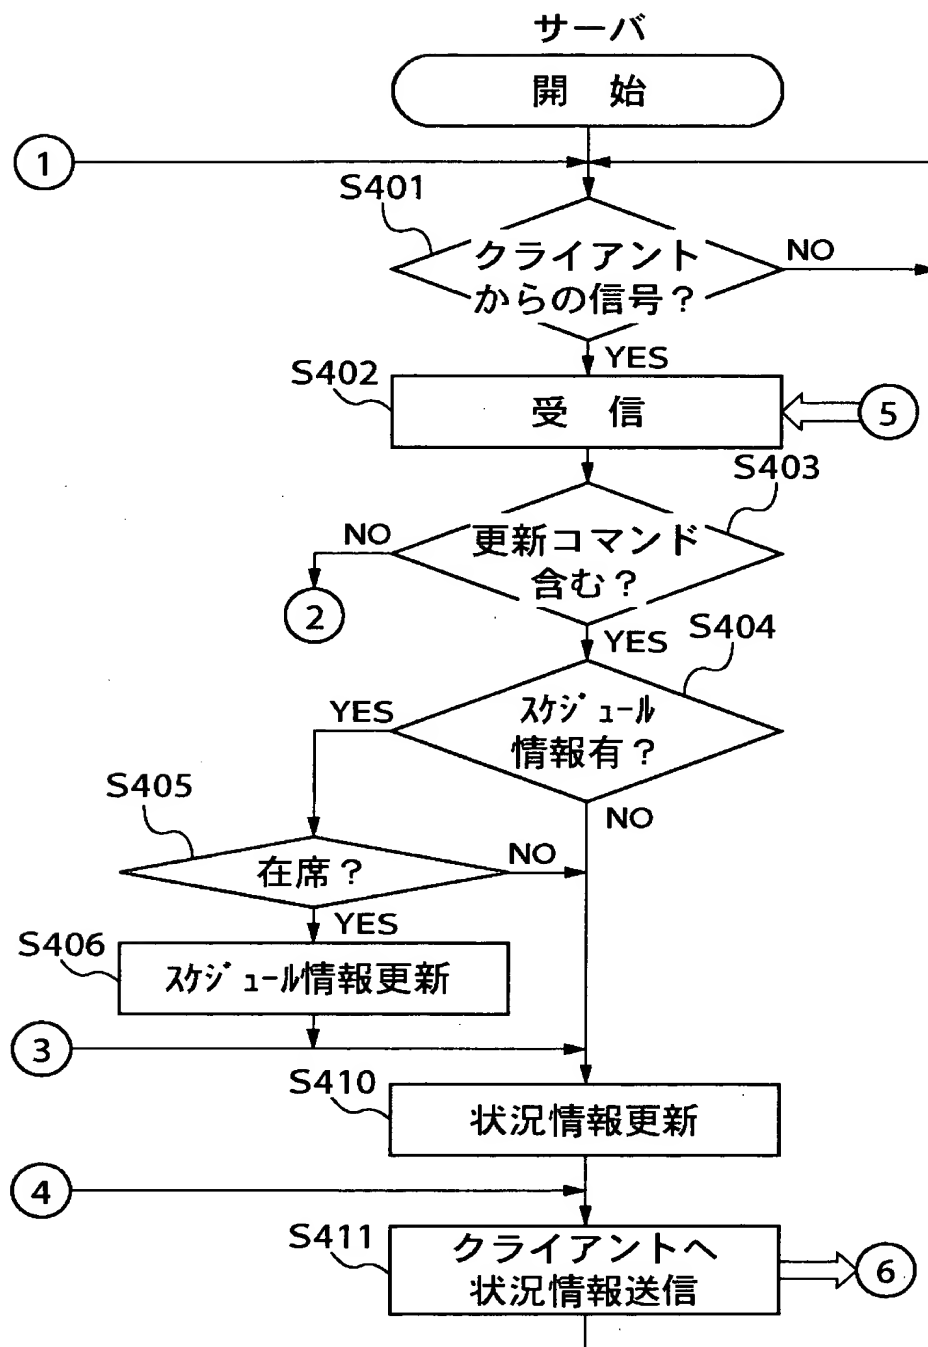 サーバ
開 始
1
S401
クライアント
からの信号?
NO
YES
S402
受 信
5
S403
NO
更新コマンド
含む?
2
YES
S404
YES
スケジュール
情報有?
NO
S405
在席?
NO
YES
S406
スケジュール情報更新
3
S410
状況情報更新
4
S411
クライアントへ
状況情報送信
6